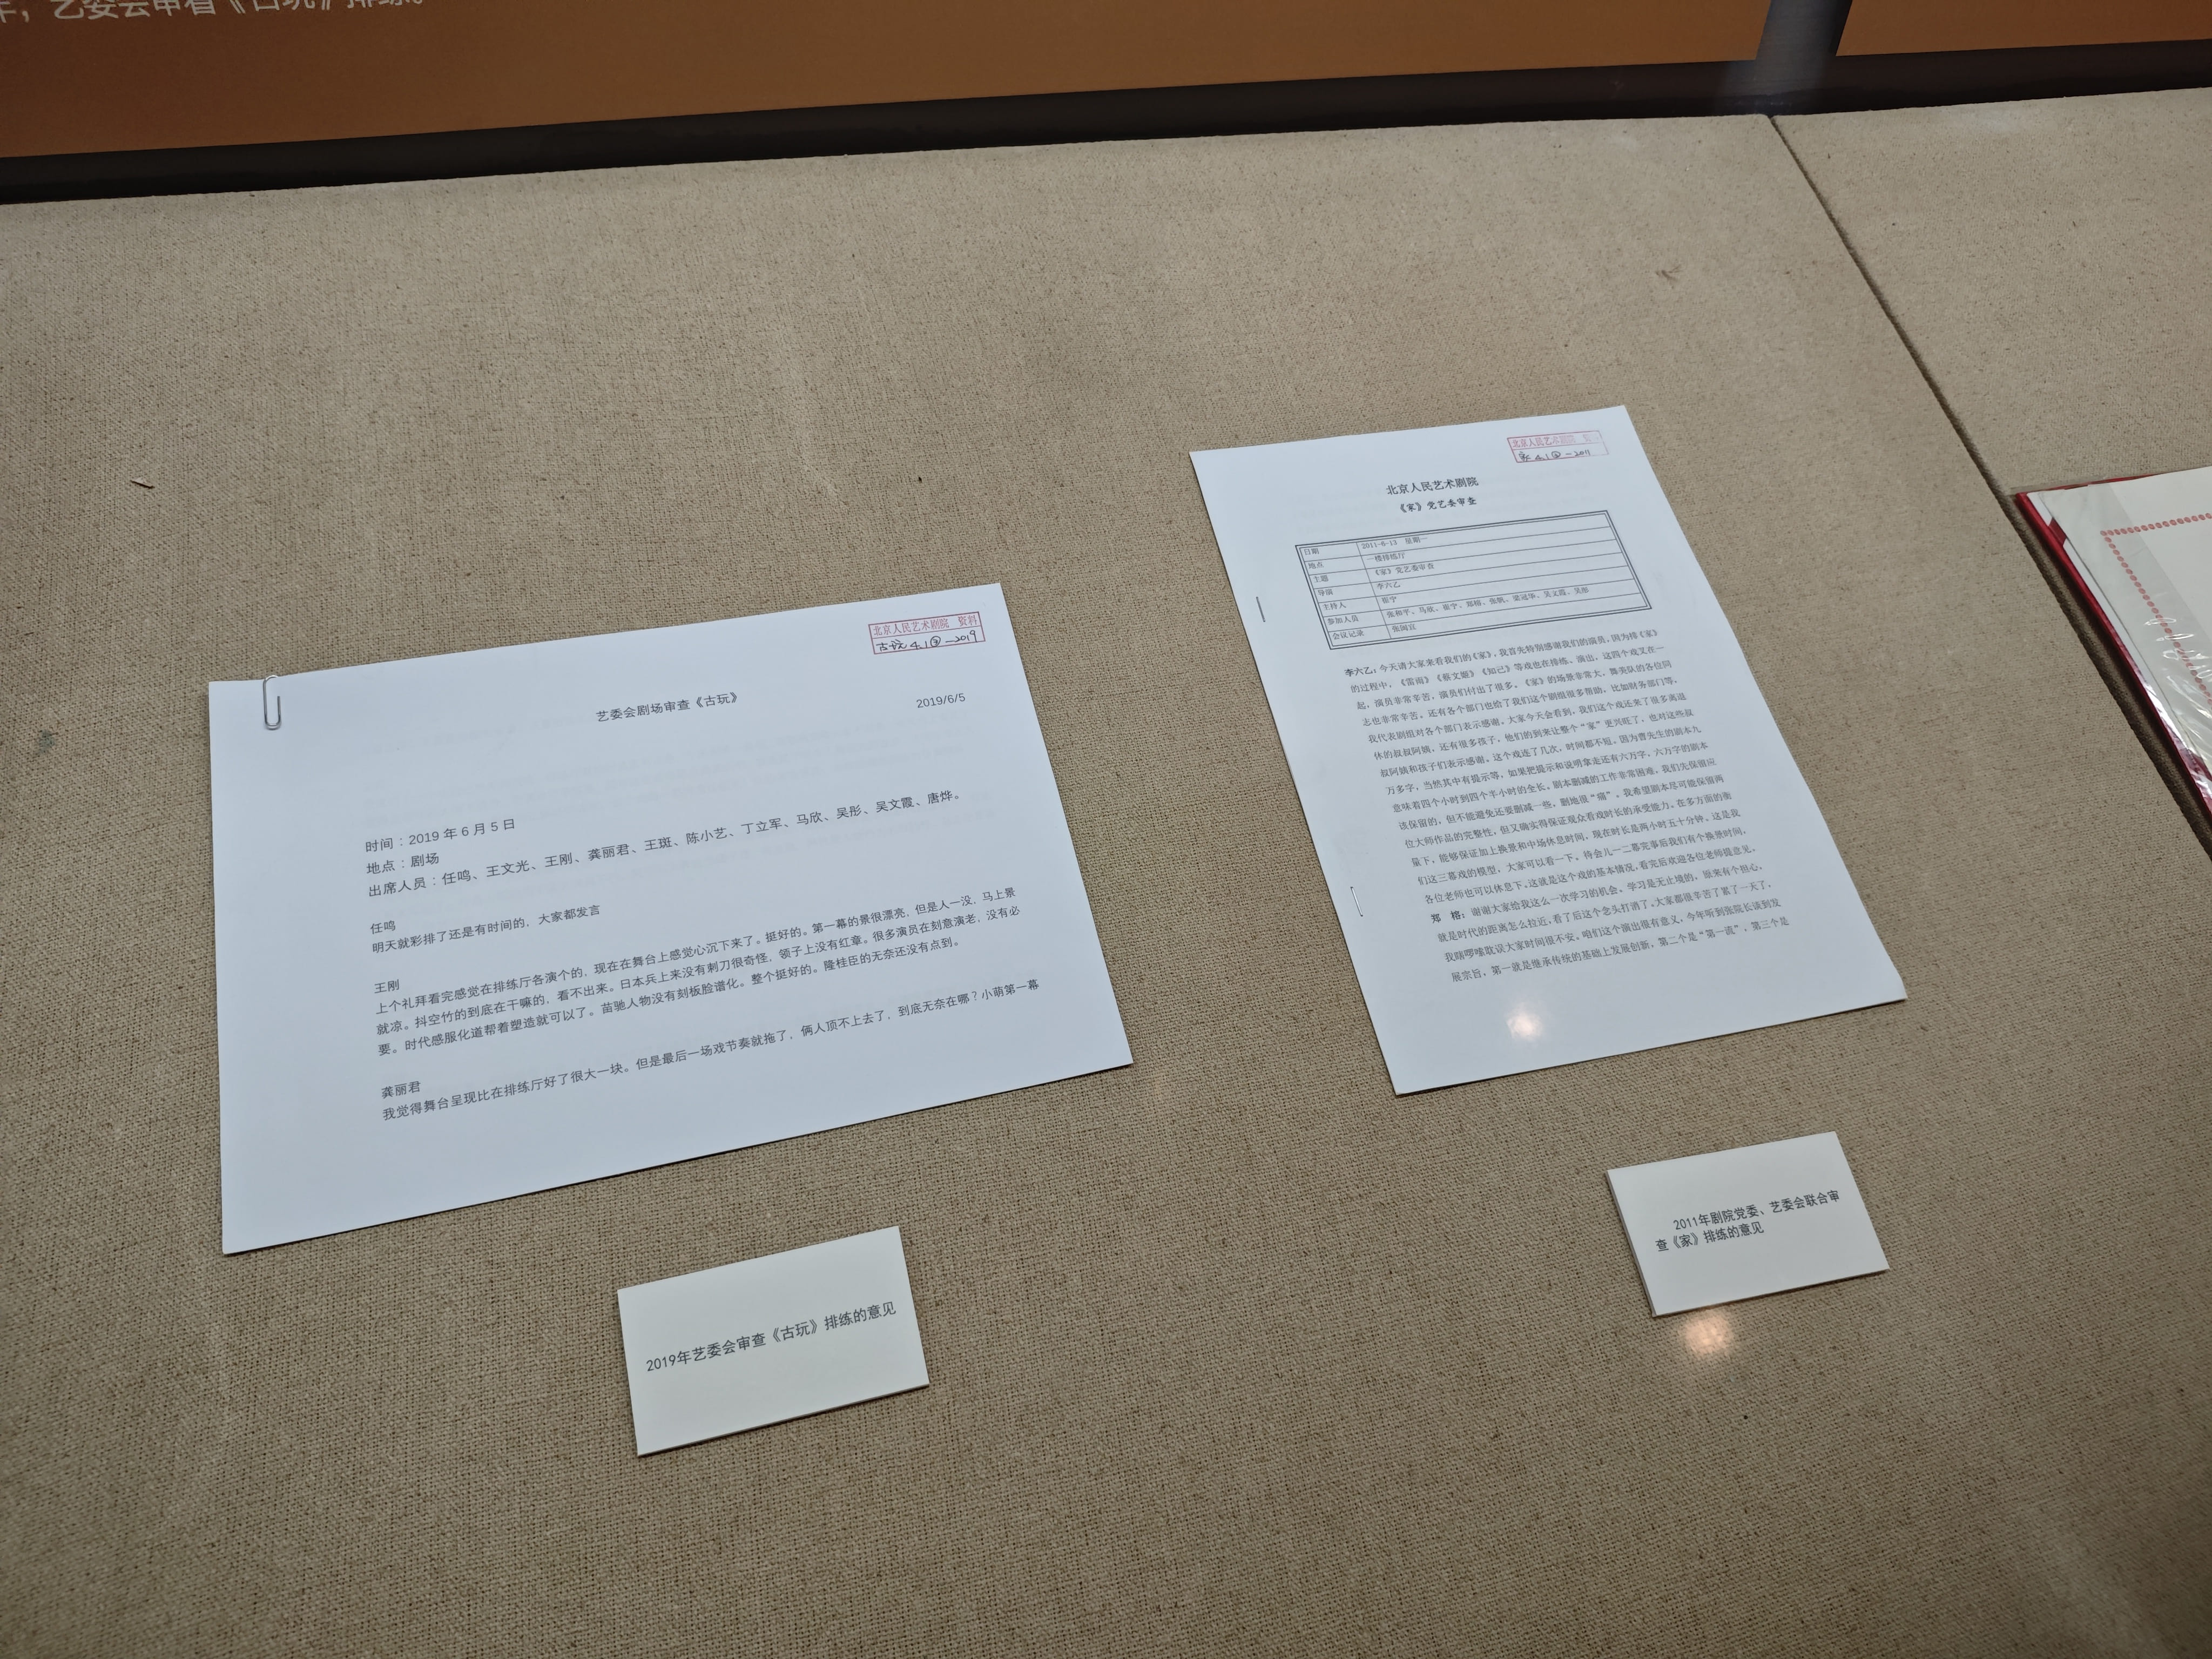 艺委会审看《古玩》排练。
北京人民艺术剧院 资料
古玩4.1③-2019
艺委会剧场审查《古玩》
2019/6/5
时间：2019 年 6 月 5 日
地点：剧场
出席人员：任鸣、王文光、王刚、龚丽君、王斑、陈小艺、丁立军、马欣、吴彤、吴文霞、唐烨。
任鸣
明天就彩排了还是有时间的，大家都发言
王刚
上个礼拜看完感觉在排练厅各演个的，现在在舞台上感觉心沉下来了。挺好的。第一幕的景很漂亮，但是人一没，马上景
就凉。抖空竹的到底在干嘛的，看不出来。日本兵上来没有刺刀很奇怪，领子上没有红章。很多演员在刻意演老，没有必
要。时代感服化道帮着塑造就可以了。苗驰人物没有刻板脸谱化。整个挺好的。隆桂臣的无奈还没有点到。
龚丽君
我觉得舞台呈现比在排练厅好了很大一块。但是最后一场戏节奏就拖了，俩人顶不上去了，到底无奈在哪？小萌第一幕
2019年艺委会审查《古玩》排练的意见
北京人民艺术剧院
家4.1③-2011
北京人民艺术剧院
《家》党艺委审查
日期 2011-6-13 星期一
地点 一楼排练厅
主题 《家》党艺委审查
导演 李六乙
主持人 崔宁
参加人员 张和平、马欣、崔宁、郑榕、张帆、梁冠华、吴文霞、吴彤
会议记录
李六乙：今天请大家来看我们的《家》，我首先特别感谢我们的演员，因为排《家》
的过程中，《雷雨》《蔡文姬》《知己》等戏也在排练、演出，这四个戏又在一
起，演员非常辛苦，演员们付出了很多。《家》的场景非常大，舞美队的各位同
志也非常辛苦。还有各个部门也给了我们这个剧组很多帮助，比如财务部门等，
我代表剧组对各个部门表示感谢。大家今天会看到，我们这个戏还来了很多离退
休的叔叔阿姨，还有很多孩子，他们的到来让整个“家”更兴旺了，也对这些叔
叔阿姨和孩子们表示感谢。这个戏连了几次，时间都不短，因为曹先生的剧本九
万多字，当然其中有提示等，如果把提示和说明拿走还有六万字，六万字的剧本
意味着四个小时到四个半小时的全长。剧本删减的工作非常困难，我们先保留应
该保留的，但不能避免还要删减一些，删地很“痛”。我希望剧本尽可能保留两
位大师作品的完整性，但又确实得保证观众看戏时长的承受能力。在多方面的衡
量下，能够保证加上换景和中场休息时间，现在时长是两小时五十分钟。这是我
们这三幕戏的模型，大家可以看一下。待会儿一二幕完事后我们有个换景时间，
各位老师也可以休息下。这就是这个戏的基本情况，看完后欢迎各位老师提意见。
郑 榕：谢谢大家给我这么一次学习的机会。学习是无止境的，原来有个担心，
就是时代的距离怎么拉近，看了后这个念头打消了。大家都很辛苦了累了一天了，
我啰啰嗦耽误大家时间很不安。咱们这个演出很有意义，今年听到张院长谈到发
展宗旨，第一就是继承传统的基础上发展创新，第二个是“第一流”，第三个是
2011年剧院党委、艺委会联合审
查《家》排练的意见